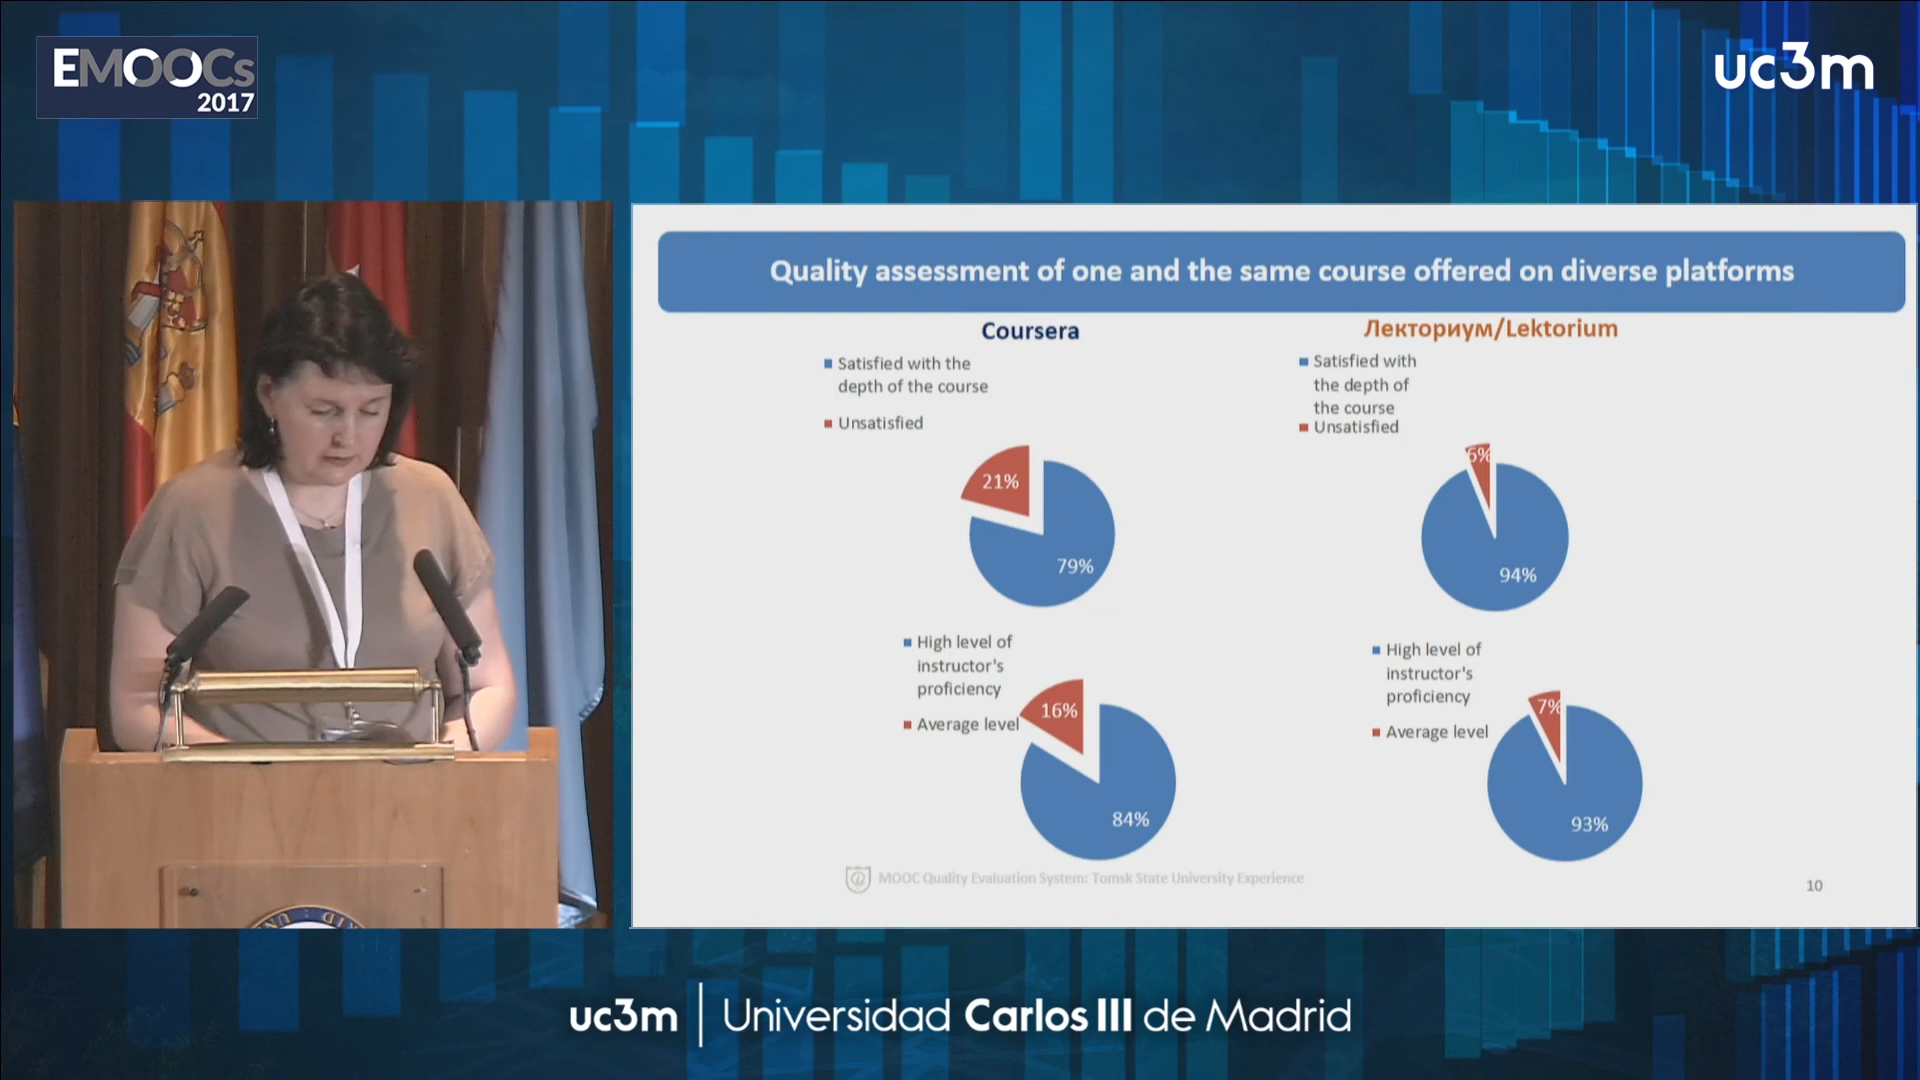 EMOOCs
2017
uc3m
Quality assessment of one and the same course offered on diverse platforms
Coursera
Satisfied with the
depth of the course
Unsatisfied
21%
79%
High level of
instructor's
proficiency
Average level
16%
84%
Лекториум/Lektorium
Satisfied with
the depth of
the course
Unsatisfied
6%
94%
High level of
instructor's
proficiency
Average level
7%
93%
MOOC Quality Evaluation System: Tomsk State University Experience
10
uc3m | Universidad Carlos III de Madrid